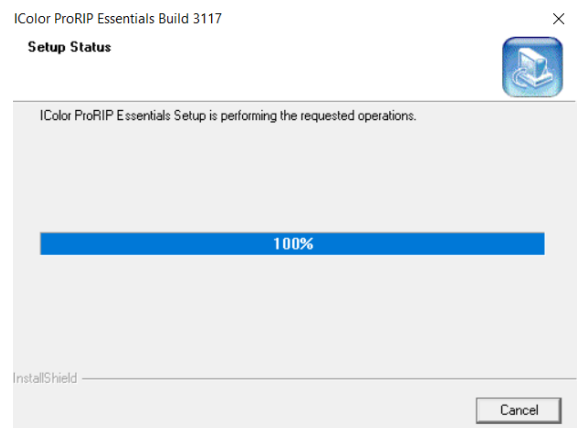 IColor ProRIP Essentials Build 3117
Setup Status
IColor ProRIP Essentials Setup is performing the requested operations.
100%
InstallShield
Cancel